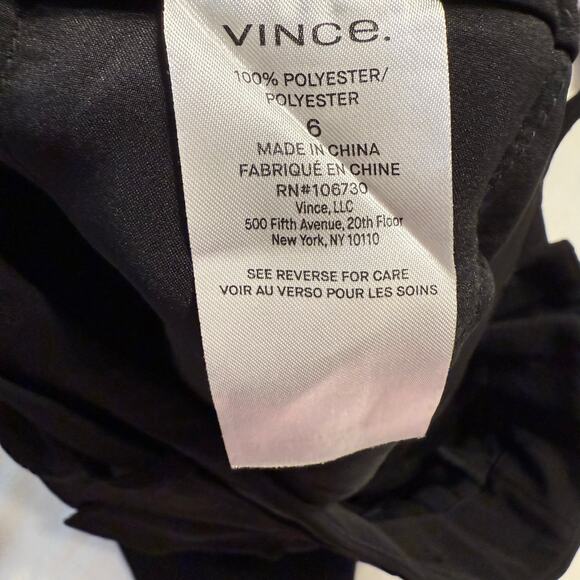 VINCE.
100% POLYESTER/
POLYESTER
6
MADE IN CHINA
FABRIQUÉ EN CHINE
RN#106730
Vince, LLC
500 Fifth Avenue, 20th Floor
New York, NY 10110
SEE REVERSE FOR CARE
VOIR AU VERSO POUR LES SOINS